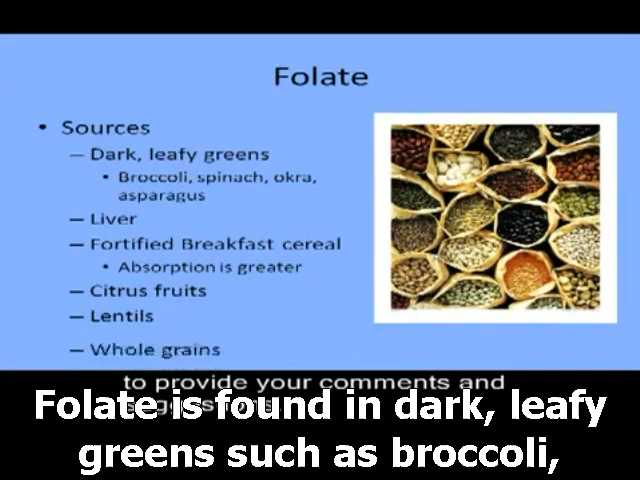 Folate
• Sources
– Dark, leafy greens
• Broccoli, spinach, okra,
asparagus
– Liver
– Fortified Breakfast cereal
• Absorption is greater
– Citrus fruits
– Lentils
– Whole grains
to provide your comments and
Folate is found in dark, leafy
greens such as broccoli,